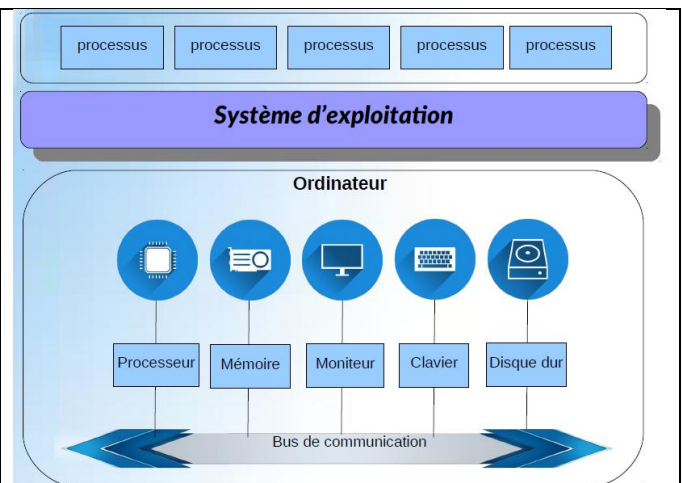 processus processus processus processus processus
Système d'exploitation
Ordinateur
Processeur Mémoire Moniteur Clavier Disque dur
Bus de communication